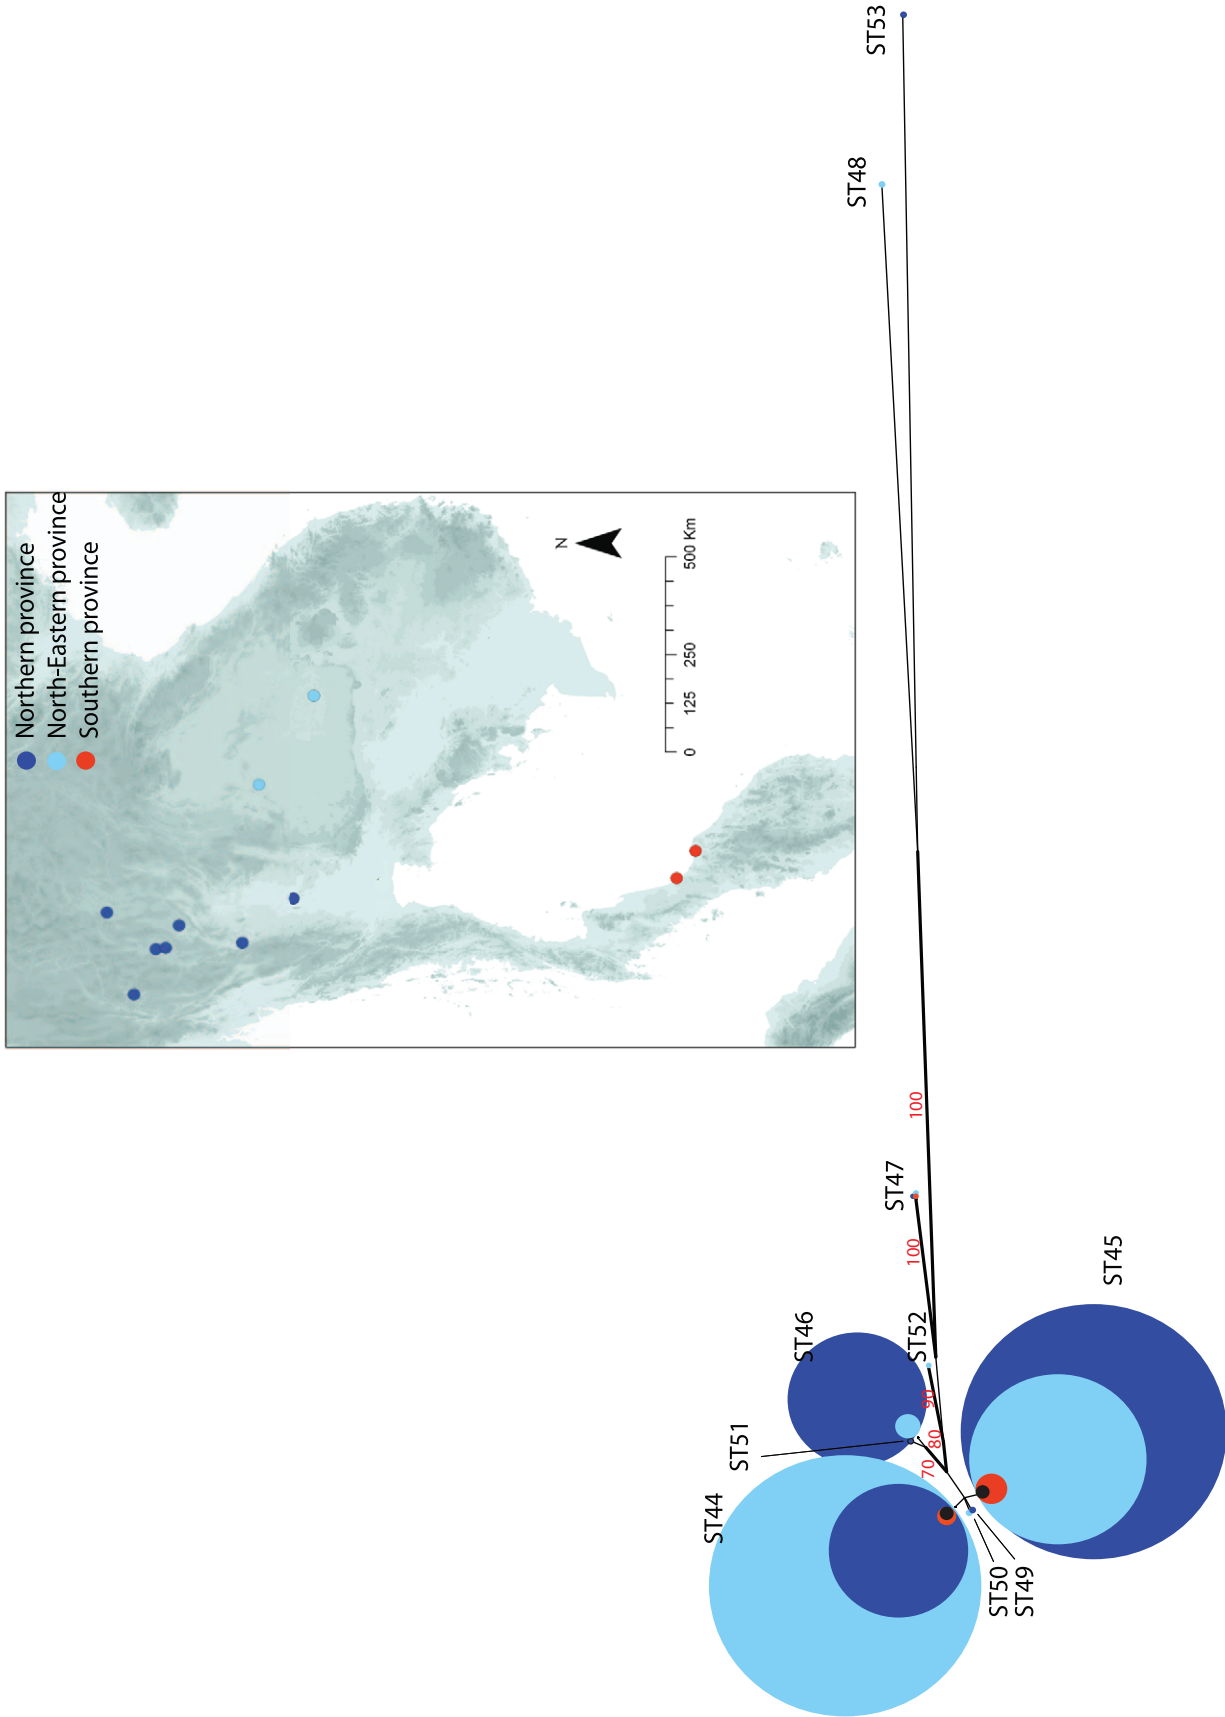 Northern province
North-Eastern province
Southern province
N
0 125 250 500 Km
ST53
ST48
100
ST47
100
ST45
ST46
ST52
90
80
70
ST51
ST44
ST50
ST49